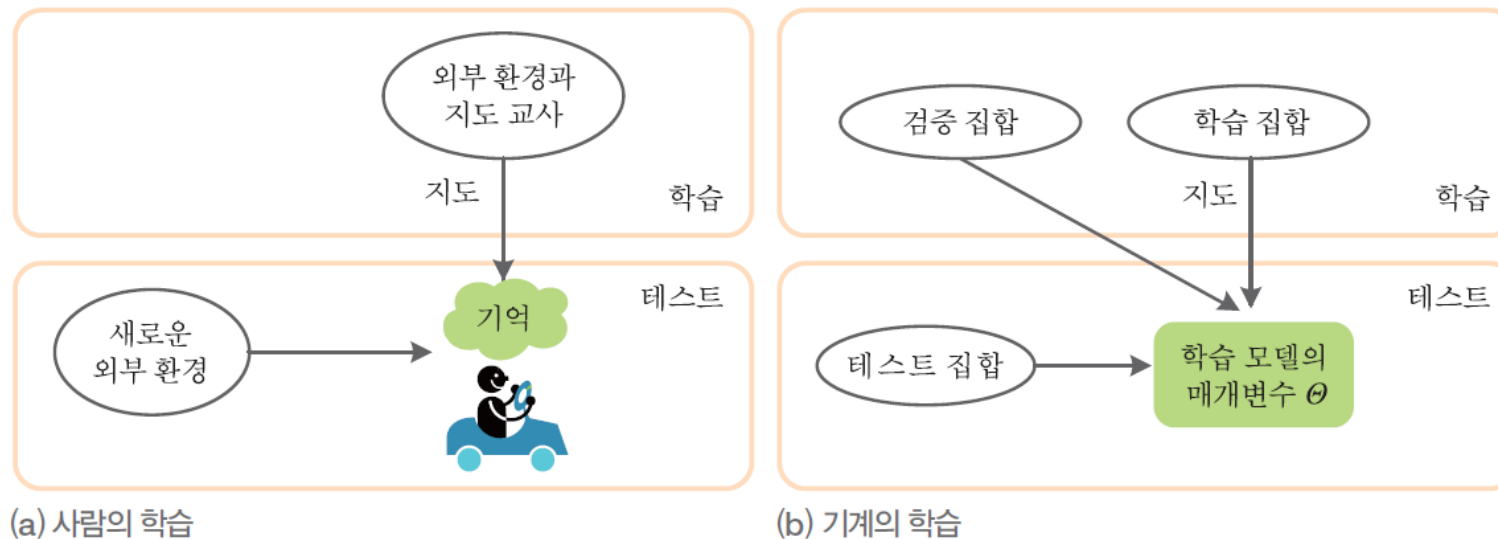 외부 환경과
지도 교사
지도
학습
새로운
외부 환경
기억
테스트
(a) 사람의 학습
검증 집합
학습 집합
지도
학습
테스트
테스트 집합
학습 모델의
매개변수 Θ
(b) 기계의 학습